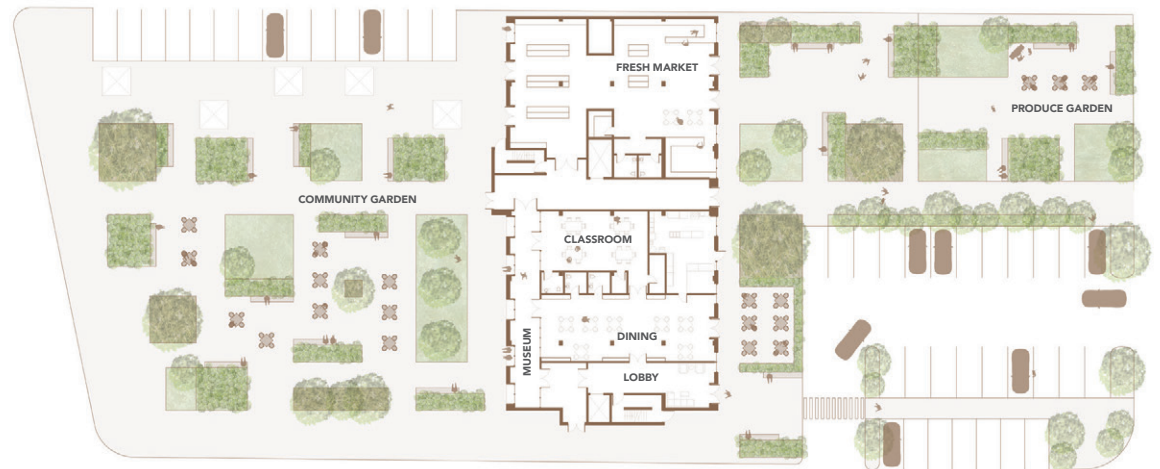 FRESH MARKET
PRODUCE GARDEN
COMMUNITY GARDEN
CLASSROOM
MUSEUM
DINING
LOBBY